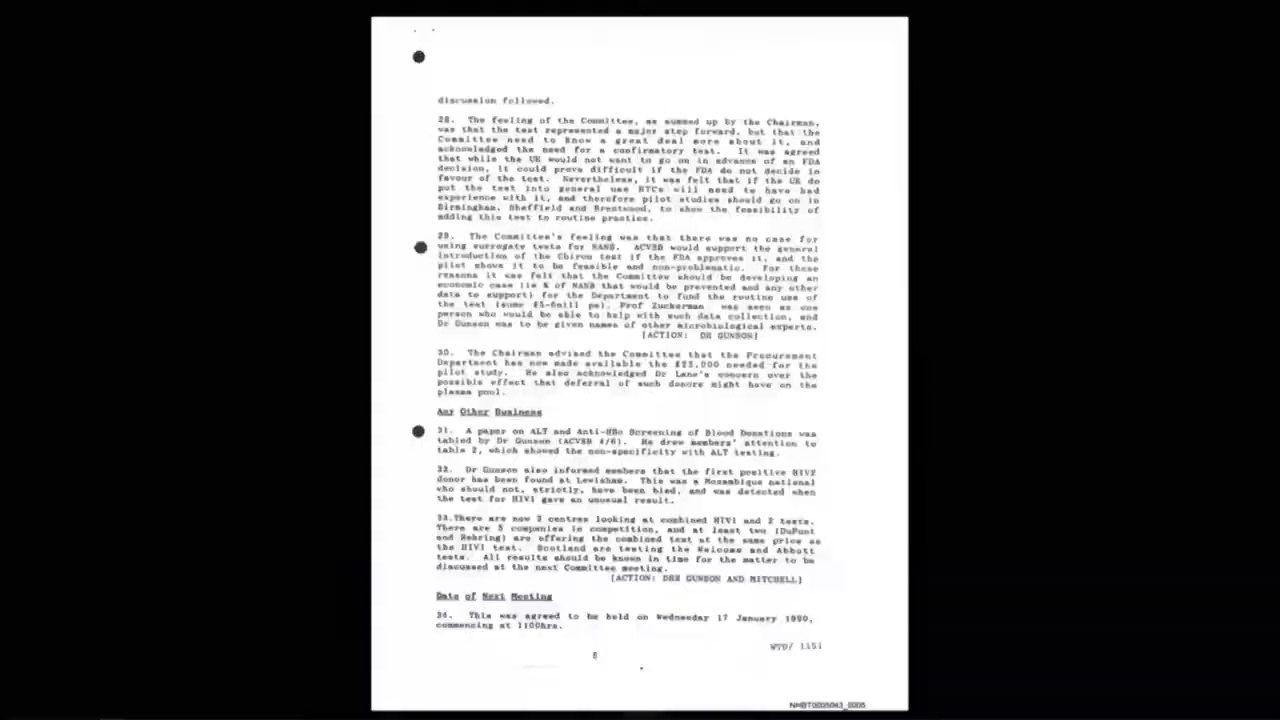 discussion followed.
28. The feeling of the Committee, as summed up by the Chairman,
was that the test represented a major step forward, but that the
Committee need to know a great deal more about it, and
acknowledged the need for a confirmatory test. It was agreed
that while the UK would not want to go on in advance of an FDA
decision, it could prove difficult if the FDA do not decide in
favour of the test. Nevertheless, it was felt that if the UK do
put the test into general use RTCs will need to have had
experience with it, and therefore pilot studies should go on in
Birmingham, Sheffield and Brentwood, to show the feasibility of
adding this test to routine practice.
29. The Committee's feeling was that there was no case for
using surrogate tests for NANB. ACVSB would support the general
introduction of the Chiron test if the FDA approves it, and the
pilot shows it to be feasible and non-problematic. For these
reasons it was felt that the Committee should be developing an
economic case (ie % of NANB that would be prevented and any other
data to support) for the Department to fund the routine use of
the test (some £5-6mill pa). Prof Zuckerman was seen as one
person who would be able to help with such data collection, and
Dr Gunson was to be given names of other microbiological experts.
[ACTION: DR GUNSON]
30. The Chairman advised the Committee that the Procurement
Department has now made available the £25,000 needed for the
pilot study. He also acknowledged Dr Lane's concern over the
possible effect that deferral of such donors might have on the
plasma pool.
Any Other Business
31. A paper on ALT and Anti-HBc Screening of Blood Donations was
tabled by Dr Gunson (ACVSB 4/6). He drew members' attention to
table 2, which showed the non-specificity with ALT testing.
32. Dr Gunson also informed members that the first positive HIV2
donor has been found at Lewisham. This was a Mozambique national
who should not, strictly, have been bled, and was detected when
the test for HIV1 gave an unusual result.
33.There are now 3 centres looking at combined HIV1 and 2 tests.
There are 5 companies in competition, and at least two (DuPont
and Behring) are offering the combined test at the same price as
the HIV1 test. Scotland are testing the Welcome and Abbott
tests. All results should be known in time for the matter to be
discussed at the next Committee meeting.
[ACTION: DRS GUNSON AND MITCHELL]
Date of Next Meeting
34. This was agreed to be held on Wednesday 17 January 1990,
commencing at 1100hrs.
WTD/ 1151
NHBT0005043_0005